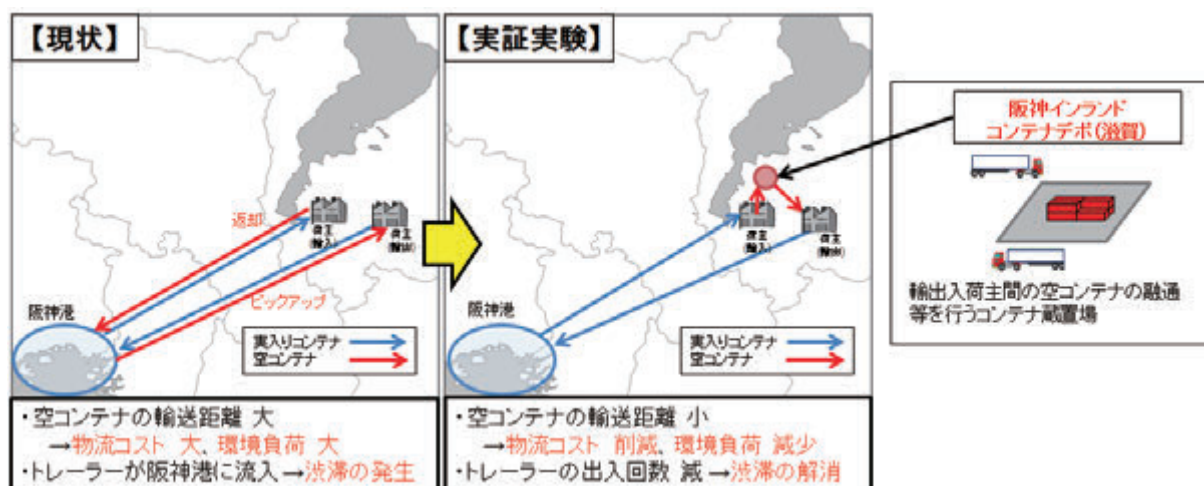 【現状】
返却
荷主
(輸入)
荷主
(輸出)
ピックアップ
阪神港
実入りコンテナ
空コンテナ
・空コンテナの輸送距離 大
→物流コスト 大、環境負荷 大
・トレーラーが阪神港に流入→渋滞の発生
【実証実験】
荷主
(輸入)
荷主
(輸出)
阪神港
実入りコンテナ
空コンテナ
・空コンテナの輸送距離 小
→物流コスト 削減、環境負荷 減少
・トレーラーの出入回数 減→渋滞の解消
阪神インランド
コンテナデポ(滋賀)
輸出入荷主間の空コンテナの融通
等を行うコンテナ蔵置場